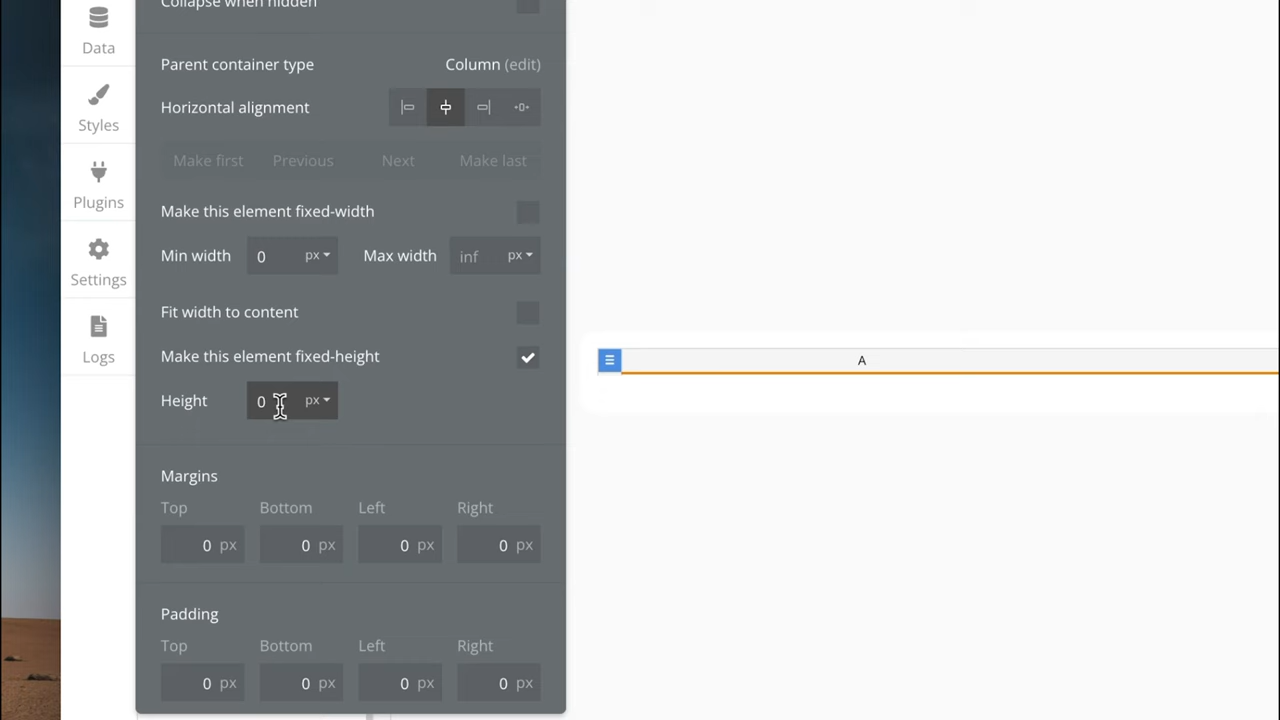 Collapse when hidden
Data
Parent container type Column (edit)
Horizontal alignment
Styles
Make first Previous Next Make last
Plugins
Make this element fixed-width
Min width 0 px Max width inf px
Settings
Fit width to content
Logs
Make this element fixed-height
A
Height 0 px
Margins
Top Bottom Left Right
0 px 0 px 0 px 0 px
Padding
Top Bottom Left Right
0 px 0 px 0 px 0 px